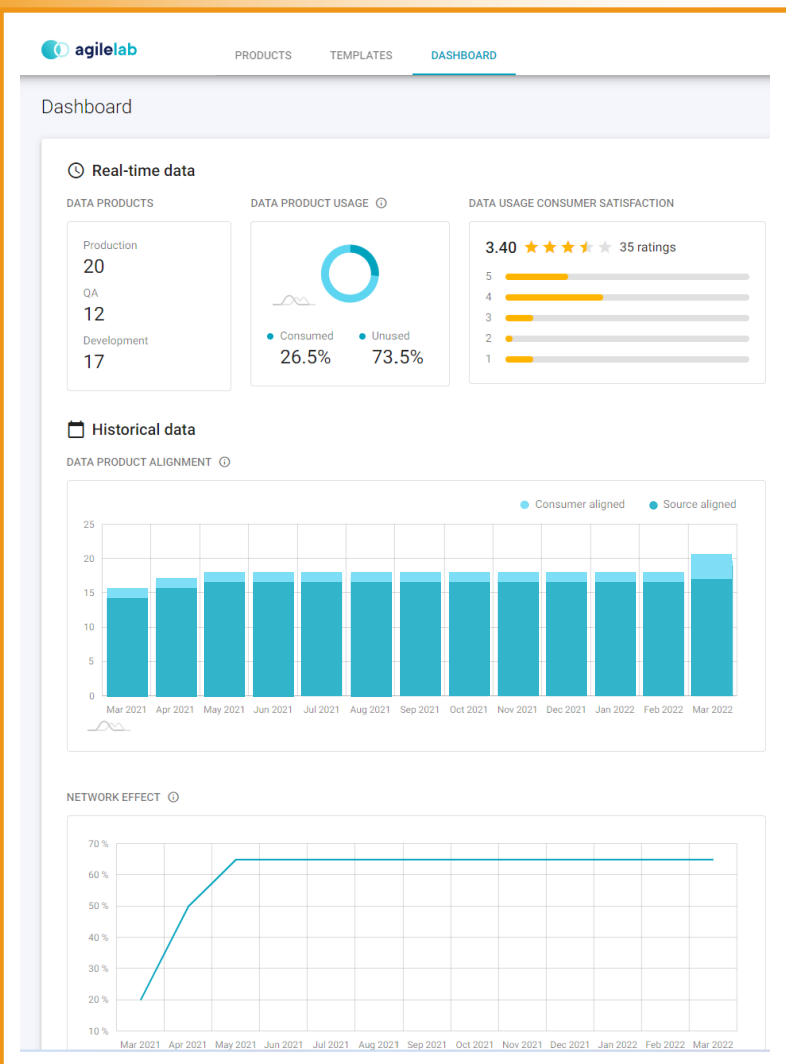 agilelab
PRODUCTS TEMPLATES DASHBOARD
Dashboard
Real-time data
DATA PRODUCTS
Production
20
QA
12
Development
17
DATA PRODUCT USAGE
Consumed Unused
26.5% 73.5%
DATA USAGE CONSUMER SATISFACTION
3.40 35 ratings
5
4
3
2
1
Historical data
DATA PRODUCT ALIGNMENT
Consumer aligned Source aligned
25
20
15
10
5
0
Mar 2021 Apr 2021 May 2021 Jun 2021 Jul 2021 Aug 2021 Sep 2021 Oct 2021 Nov 2021 Dec 2021 Jan 2022 Feb 2022 Mar 2022
NETWORK EFFECT
70 %
60 %
50 %
40 %
30 %
20 %
10 %
Mar 2021 Apr 2021 May 2021 Jun 2021 Jul 2021 Aug 2021 Sep 2021 Oct 2021 Nov 2021 Dec 2021 Jan 2022 Feb 2022 Mar 2022